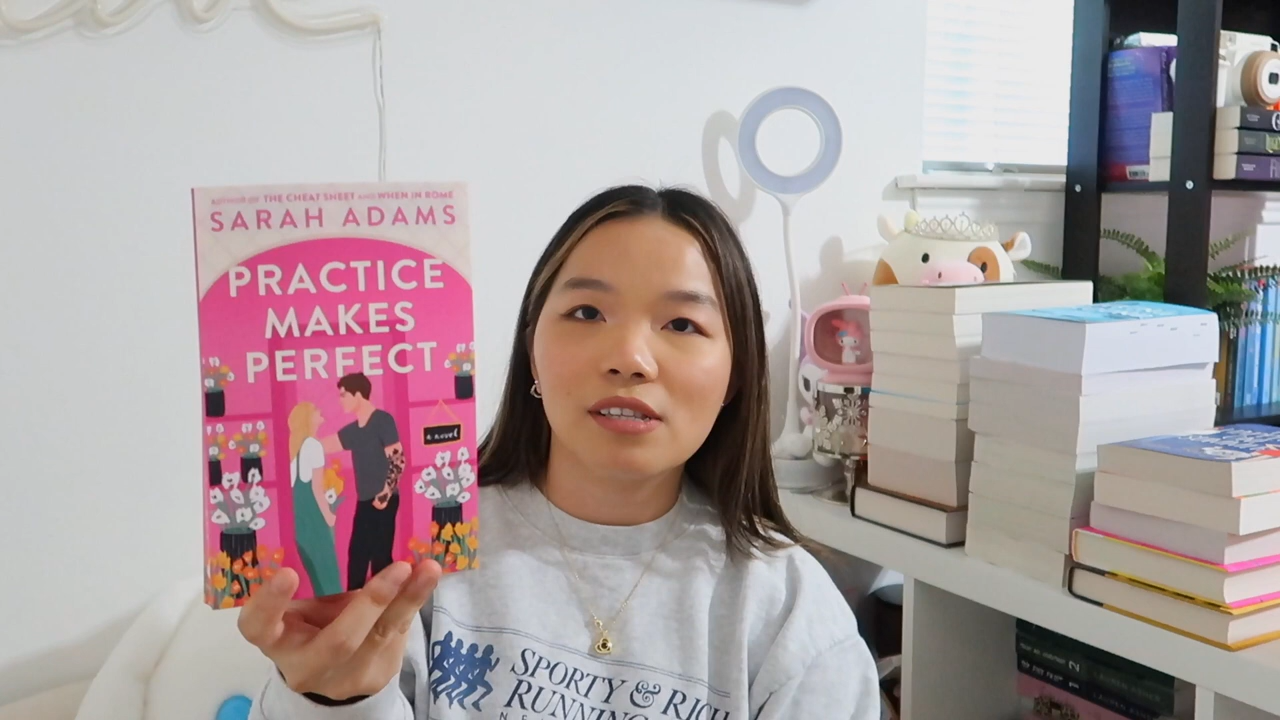 AUTHOR OF THE CHEAT SHEET AND WHEN IN ROME
SARAH ADAMS
PRACTICE
MAKES
PERFECT
a novel
SPORTY & RICH
RUNNING